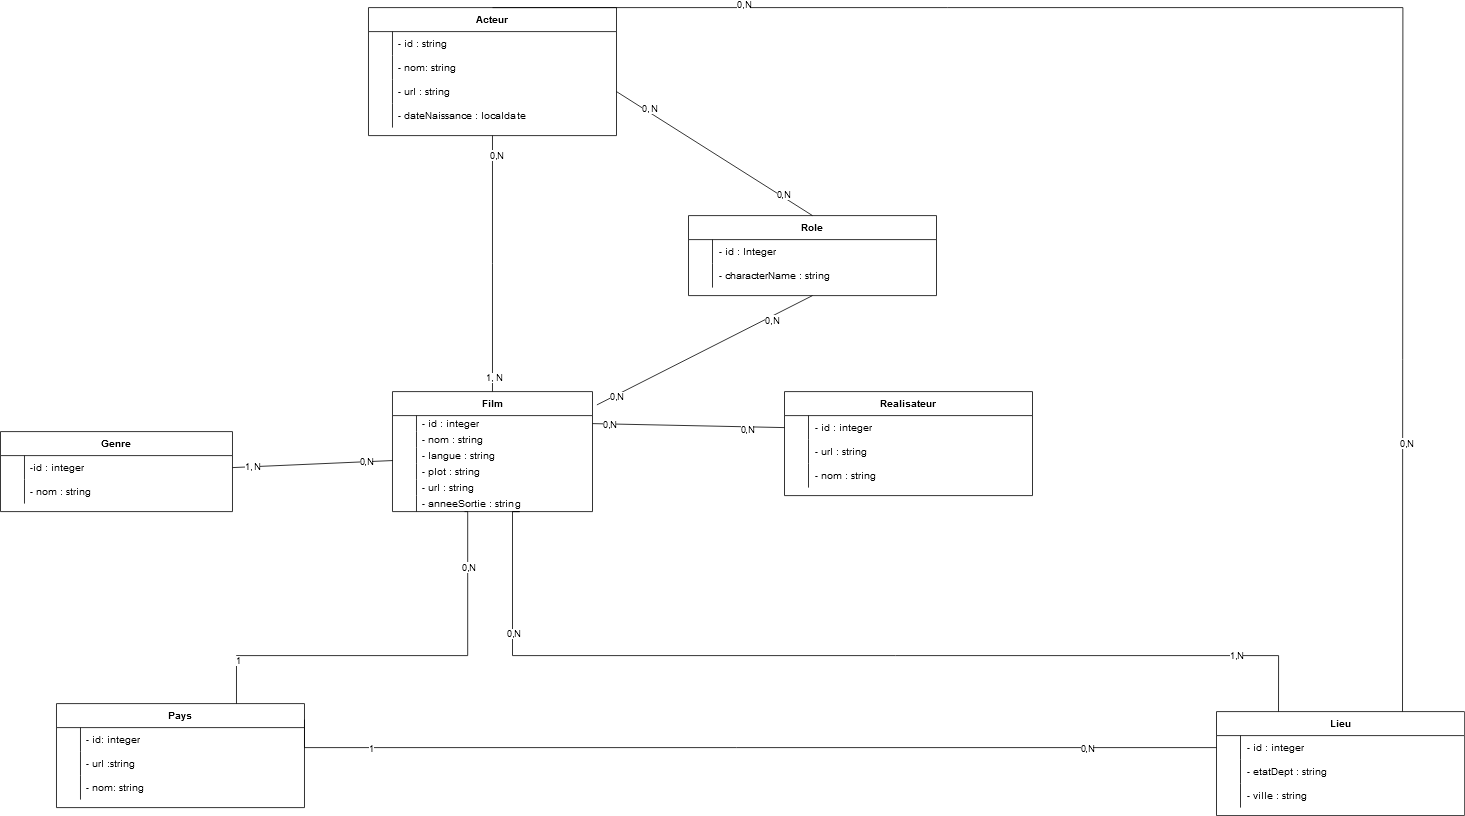 0,N
Acteur
- id : string
- nom: string
- url : string
- dateNaissance : localdate
0, N
0,N
0,N
Role
- id : Integer
- characterName : string
0,N
1, N
0,N
Film
- id : integer
- nom : string
- langue : string
- plot : string
- url : string
- anneeSortie : string
0,N
0,N
Realisateur
- id : integer
- url : string
- nom : string
Genre
-id : integer
- nom : string
1, N
0,N
0,N
0,N
0,N
1
1,N
Pays
- id: integer
- url :string
- nom: string
1
0,N
Lieu
- id : integer
- etatDept : string
- ville : string